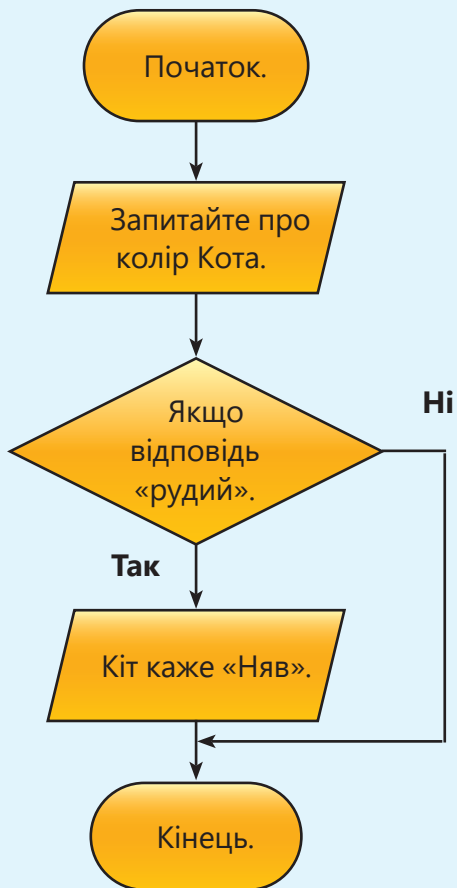 Початок.
Запитайте про
колір Кота.
Якщо
відповідь
«рудий».
Ні
Так
Кіт каже «Няв».
Кінець.